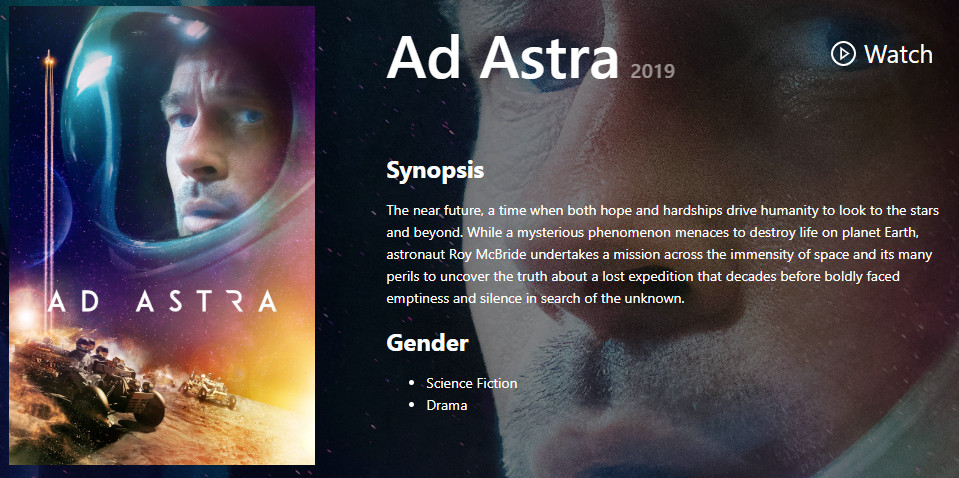 Ad Astra 2019
Watch
AD ASTRA
Synopsis
The near future, a time when both hope and hardships drive humanity to look to the stars
and beyond. While a mysterious phenomenon menaces to destroy life on planet Earth,
astronaut Roy McBride undertakes a mission across the immensity of space and its many
perils to uncover the truth about a lost expedition that decades before boldly faced
emptiness and silence in search of the unknown.
Gender
Science Fiction
Drama